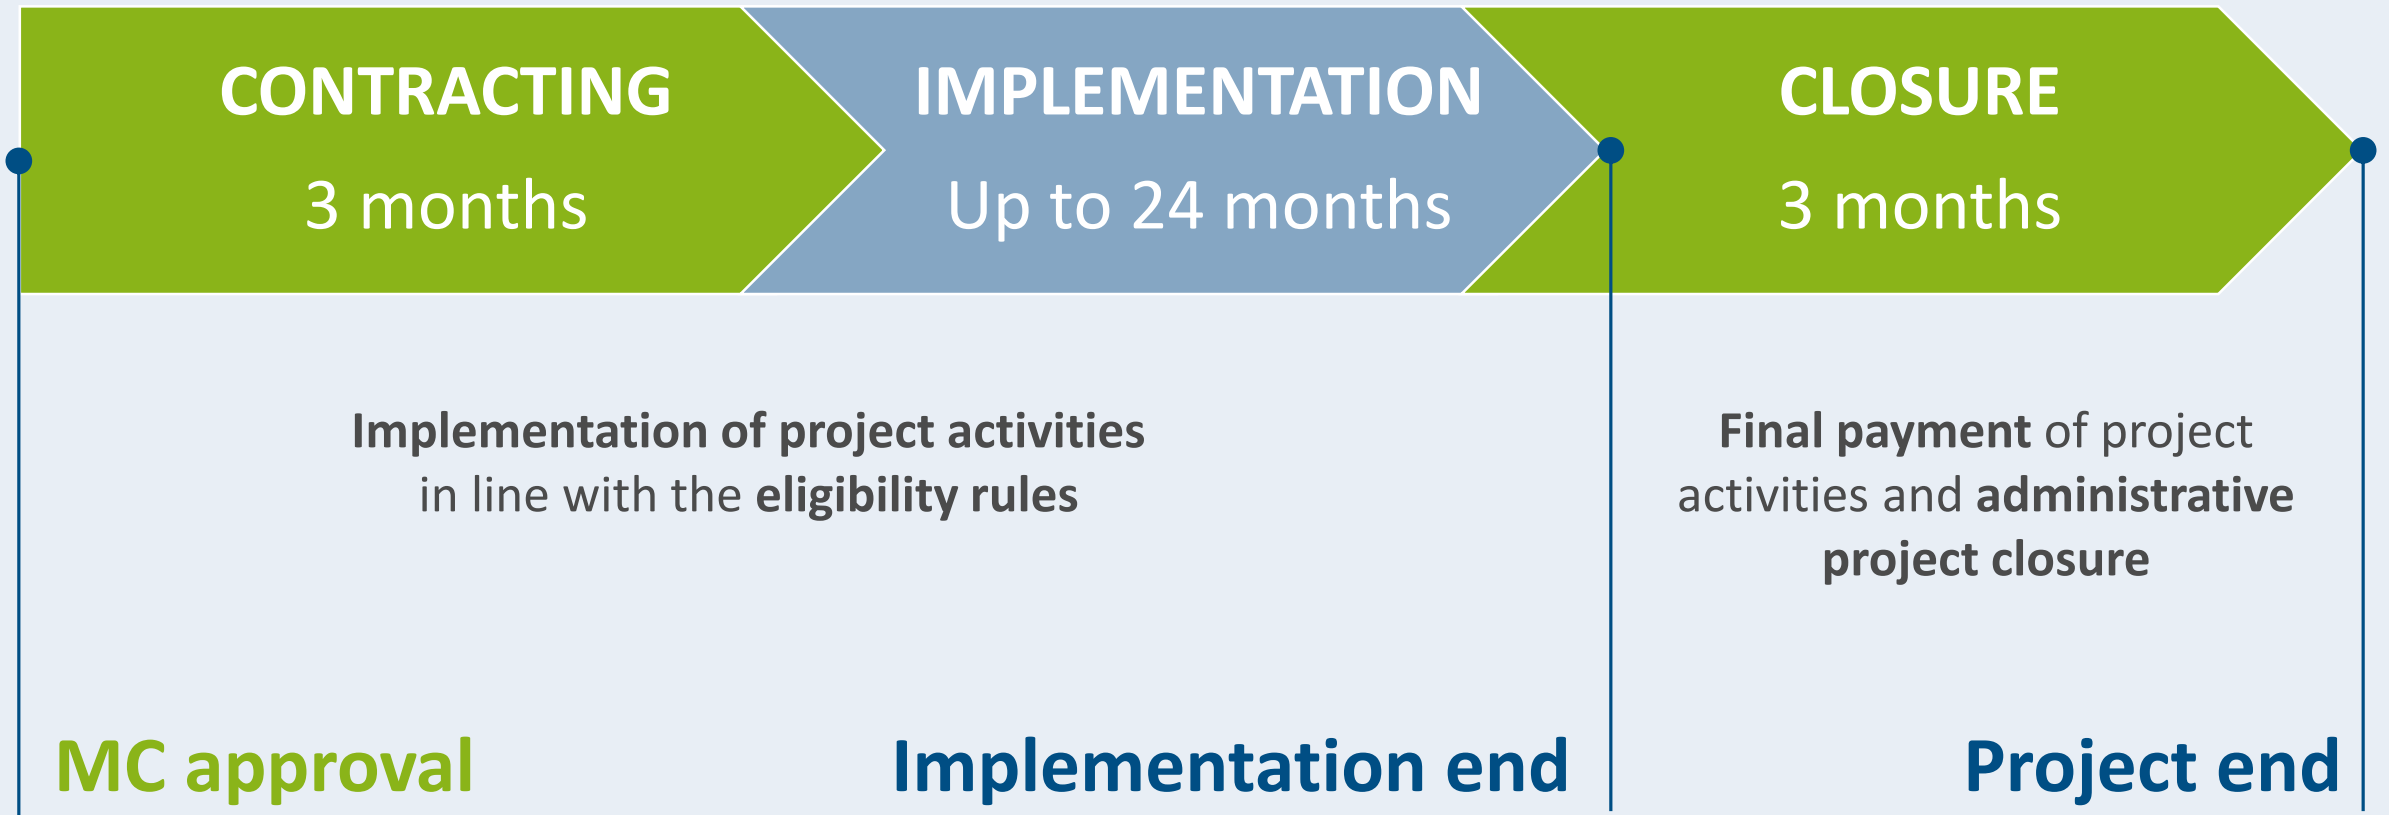 CONTRACTING
3 months
IMPLEMENTATION
Up to 24 months
CLOSURE
3 months
Implementation of project activities
in line with the eligibility rules
Final payment of project
activities and administrative
project closure
MC approval
Implementation end
Project end